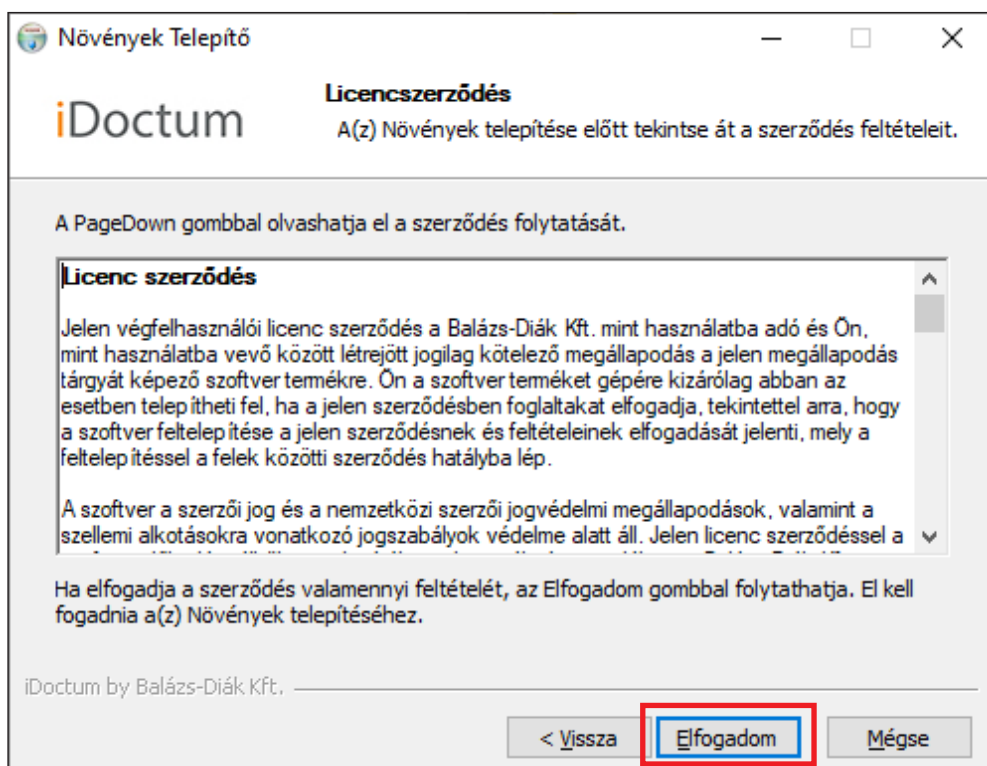 Növények Telepítő
iDoctum
Licencszerződés
A(z) Növények telepítése előtt tekintse át a szerződés feltételeit.
A PageDown gombbal olvashatja el a szerződés folytatását.
Licenc szerződés
Jelen végfelhasználói licenc szerződés a Balázs-Diák Kft. mint használatba adó és Ön,
mint használatba vevő között létrejött jogilag kötelező megállapodás a jelen megállapodás
tárgyát képező szoftver termékre. Ön a szoftver terméket gépére kizárólag abban az
esetben telepítheti fel, ha a jelen szerződésben foglaltakat elfogadja, tekintettel arra, hogy
a szoftver feltelepítése a jelen szerződésnek és feltételeinek elfogadását jelenti, mely a
feltelepítéssel a felek közötti szerződés hatályba lép.
A szoftver a szerzői jog és a nemzetközi szerzői jogvédelmi megállapodások, valamint a
szellemi alkotásokra vonatkozó jogszabályok védelme alatt áll. Jelen licenc szerződéssel a
Ha elfogadja a szerződés valamennyi feltételét, az Elfogadom gombbal folytathatja. El kell
fogadnia a(z) Növények telepítéséhez.
iDoctum by Balázs-Diák Kft.
< Vissza
Elfogadom
Mégse